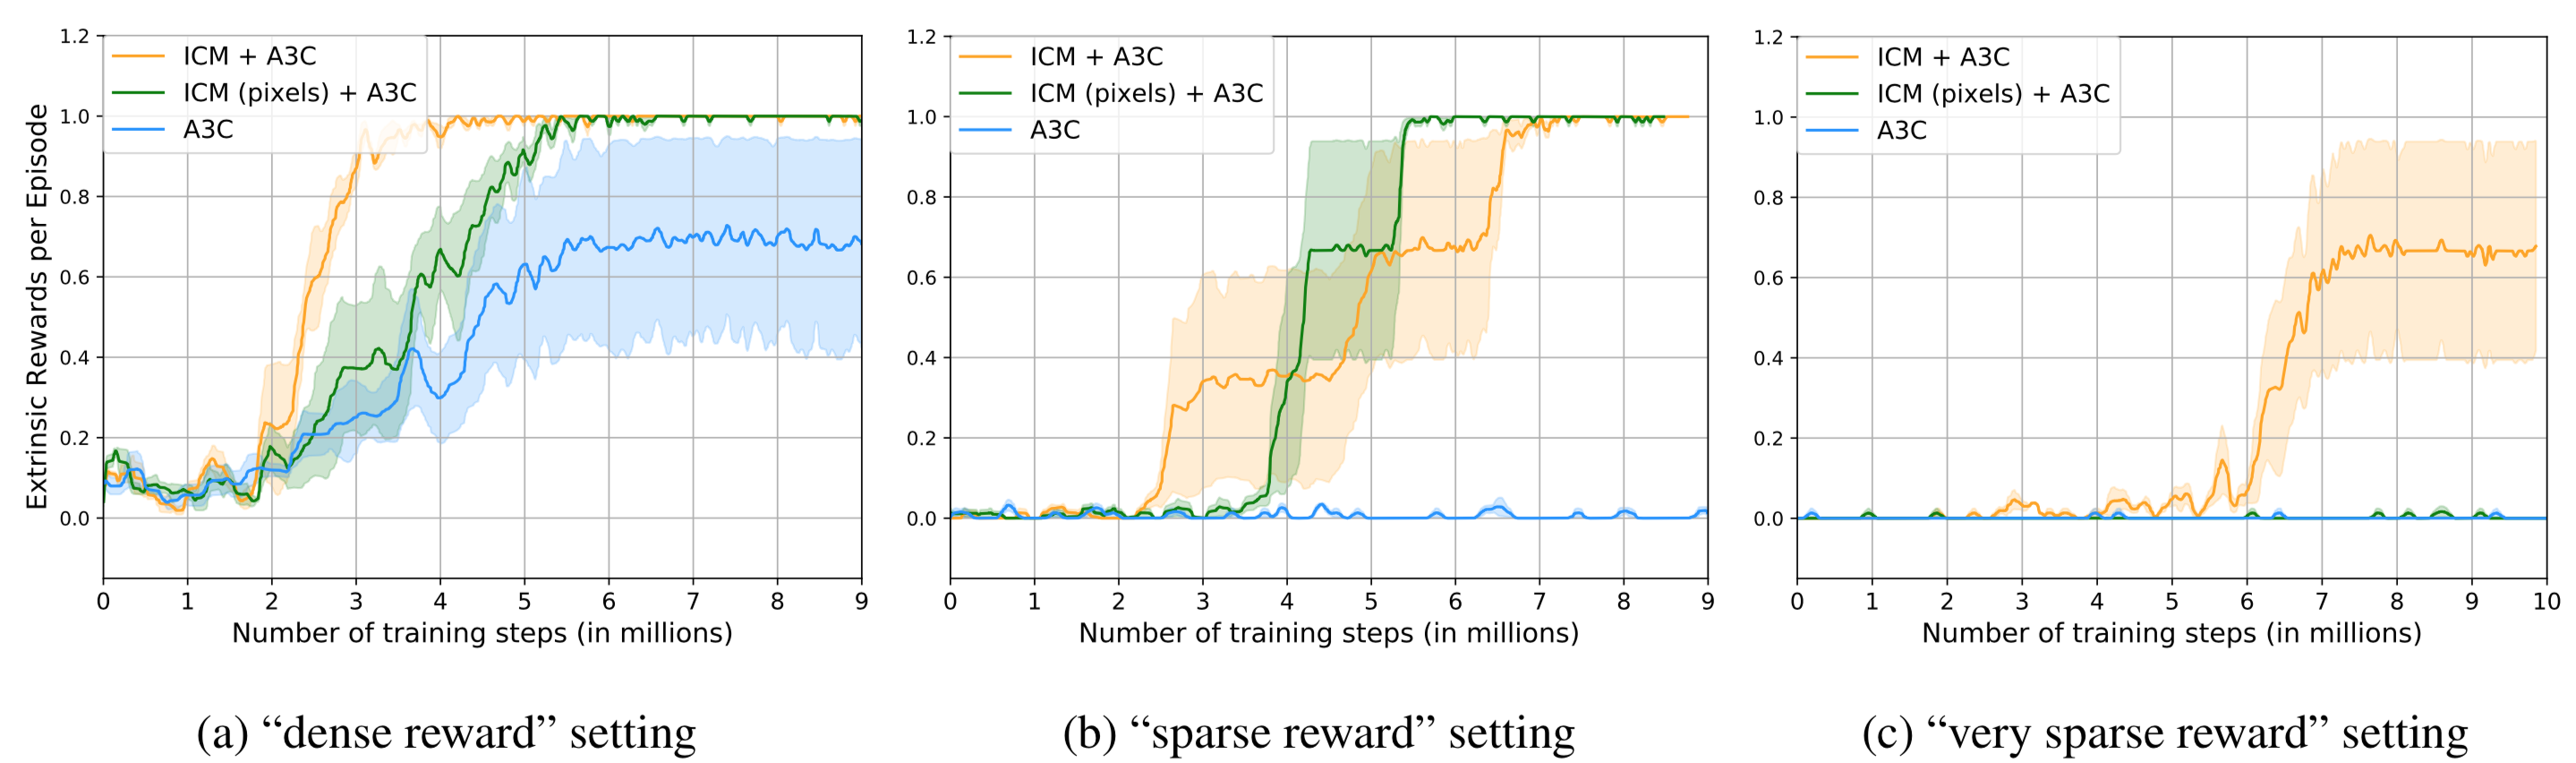 Extrinsic Rewards per Episode
1.2
1.0
0.8
0.6
0.4
0.2
0.0
ICM + A3C
ICM (pixels) + A3C
A3C
0 1 2 3 4 5 6 7 8 9
Number of training steps (in millions)
(a) “dense reward” setting
1.2
1.0
0.8
0.6
0.4
0.2
0.0
ICM + A3C
ICM (pixels) + A3C
A3C
0 1 2 3 4 5 6 7 8 9
Number of training steps (in millions)
(b) “sparse reward” setting
1.2
1.0
0.8
0.6
0.4
0.2
0.0
ICM + A3C
ICM (pixels) + A3C
A3C
0 1 2 3 4 5 6 7 8 9 10
Number of training steps (in millions)
(c) “very sparse reward” setting